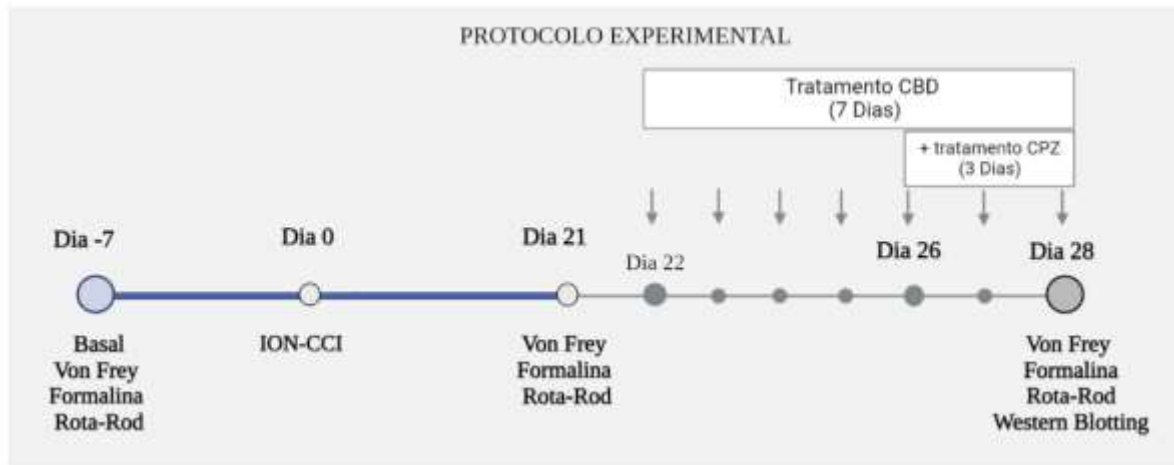 PROTOCOLO EXPERIMENTAL
Tratamento CBD
(7 Dias)
+ tratamento CPZ
(3 Dias)
Dia -7
Dia 0
Dia 21
Dia 22
Dia 26
Dia 28
Basal
Von Frey
Formalina
Rota-Rod
ION-CCI
Von Frey
Formalina
Rota-Rod
Von Frey
Formalina
Rota-Rod
Western Blotting